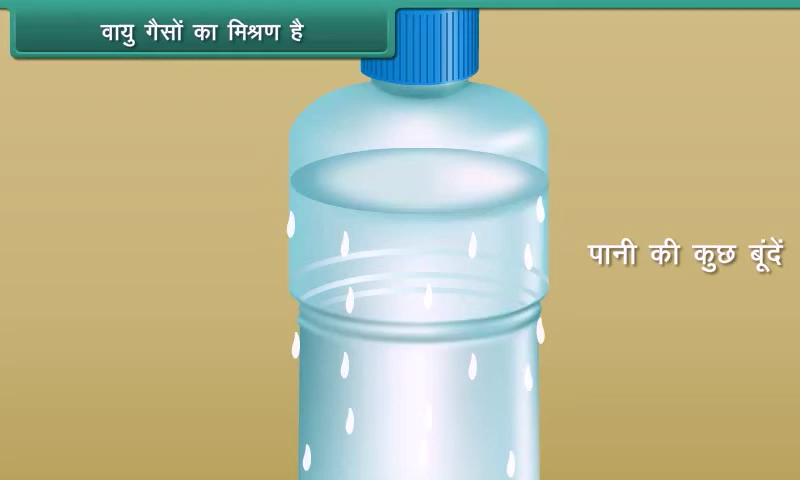 वायु गैसों का मिश्रण है
पानी की कुछ बूंदें